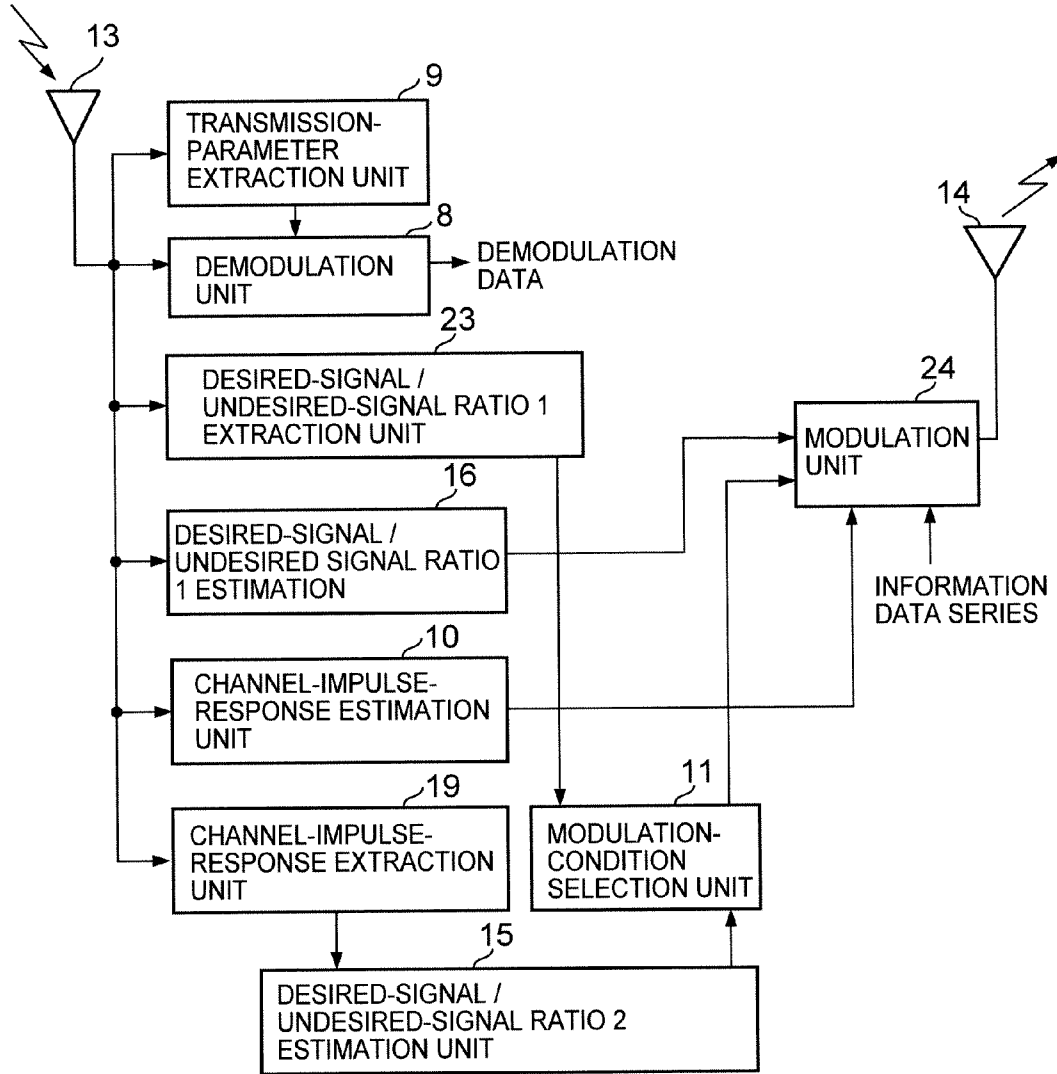 13
9
TRANSMISSION-
PARAMETER
EXTRACTION UNIT
14
8
DEMODULATION
UNIT
DEMODULATION
DATA
23
DESIRED-SIGNAL /
UNDESIRED-SIGNAL RATIO 1
EXTRACTION UNIT
24
MODULATION
UNIT
16
DESIRED-SIGNAL /
UNDESIRED SIGNAL RATIO
1 ESTIMATION
INFORMATION
DATA SERIES
10
CHANNEL-IMPULSE-
RESPONSE ESTIMATION
UNIT
19
CHANNEL-IMPULSE-
RESPONSE EXTRACTION
UNIT
11
MODULATION-
CONDITION
SELECTION UNIT
15
DESIRED-SIGNAL /
UNDESIRED-SIGNAL RATIO 2
ESTIMATION UNIT